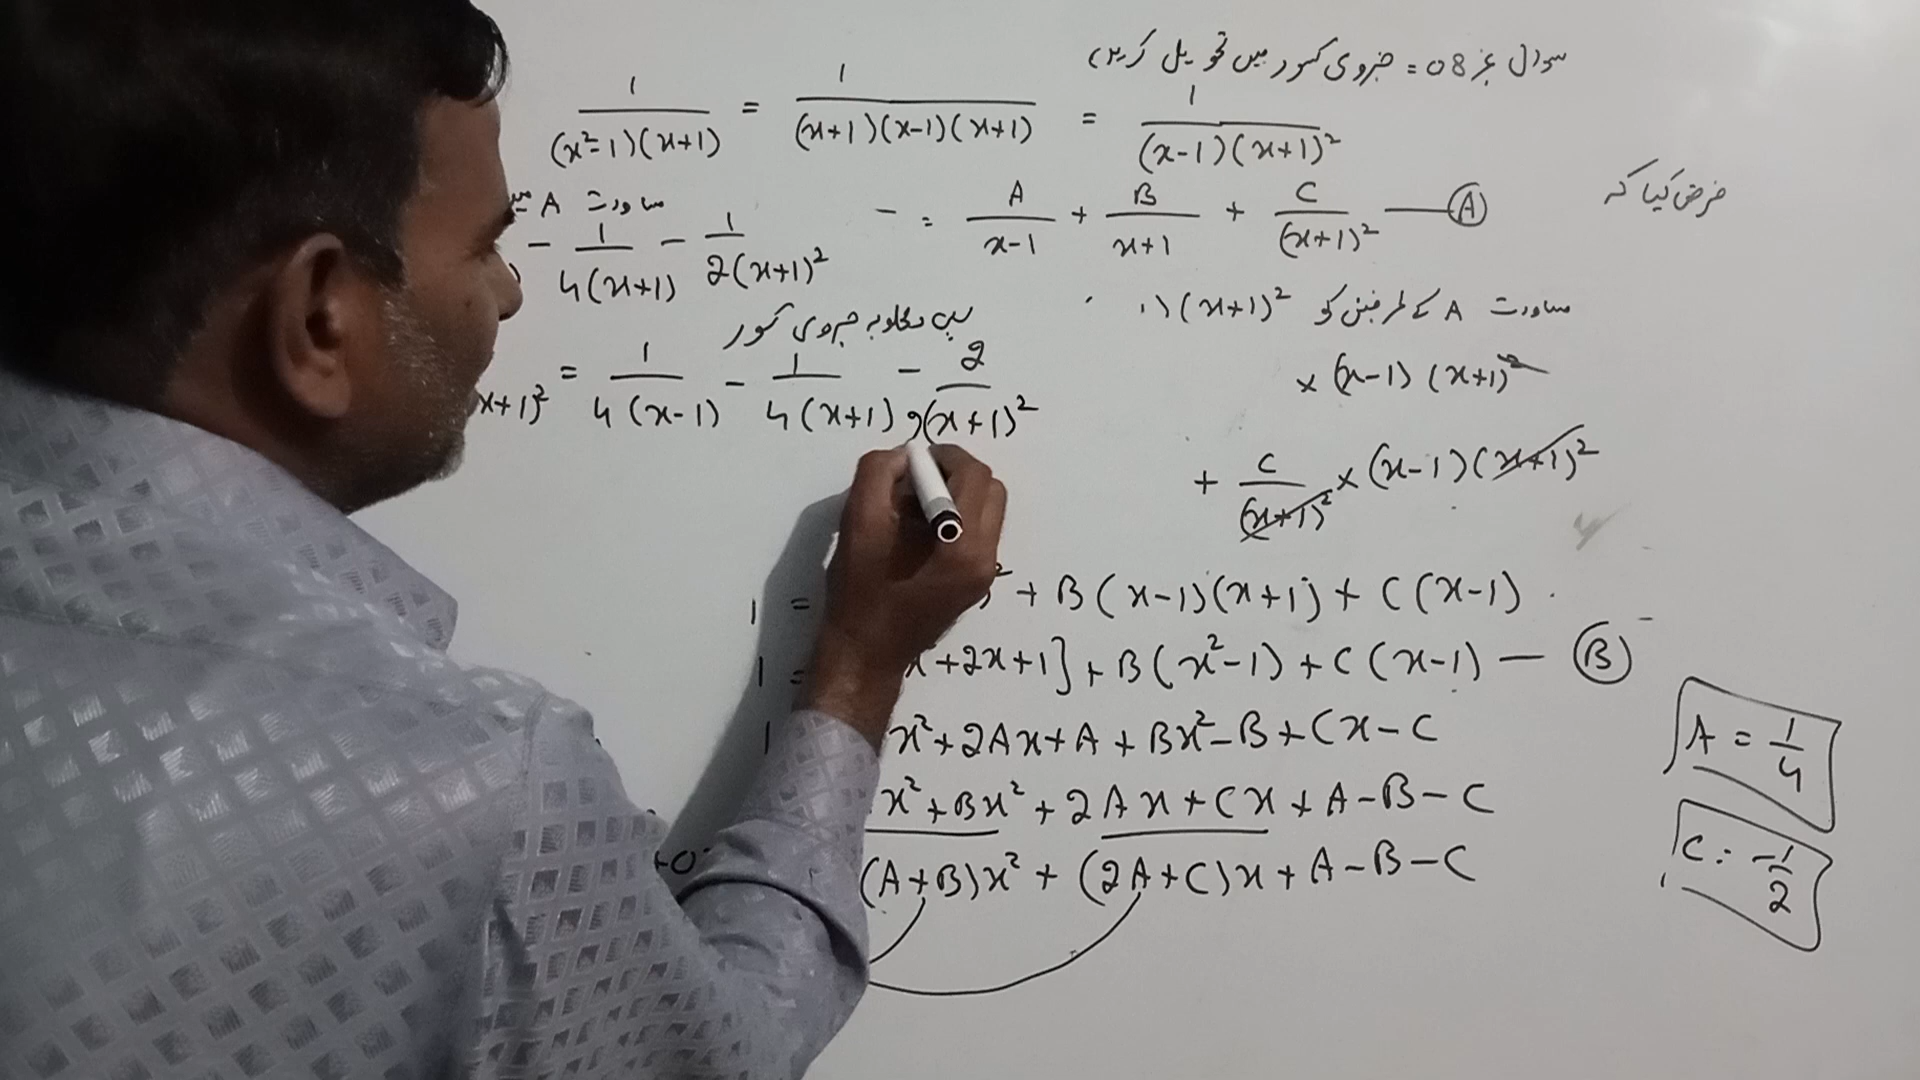 سوال نمبر 08 = جزوی کسور میں تحویل کریں
1/((x²-1)(x+1)) = 1/((x+1)(x-1)(x+1)) = 1/((x-1)(x+1)²)
فرض کیا کہ
= A/(x-1) + B/(x+1) + C/(x+1)² — Ⓐ
مساوات A کے طرفین کو (x+1)²
× (x-1) (x+1)²
+ C/(x+1)² × (x-1)(x+1)²
1 = ² + B(x-1)(x+1) + C(x-1)
1 = x²+2x+1] + B(x²-1) + C(x-1) — Ⓑ
1 x²+2Ax+A+Bx²-B+Cx-C
x²+Bx²+2Ax+Cx+A-B-C
+0 (A+B)x²+(2A+C)x+A-B-C
A = 1/4
C = -1/2
مساوات A میں
- 1/(4(x+1)) - 1/(2(x+1)²)
پس مطلوبہ جزوی کسور
x+1)² = 1/(4(x-1)) - 1/(4(x+1)) - 2/(x+1)²